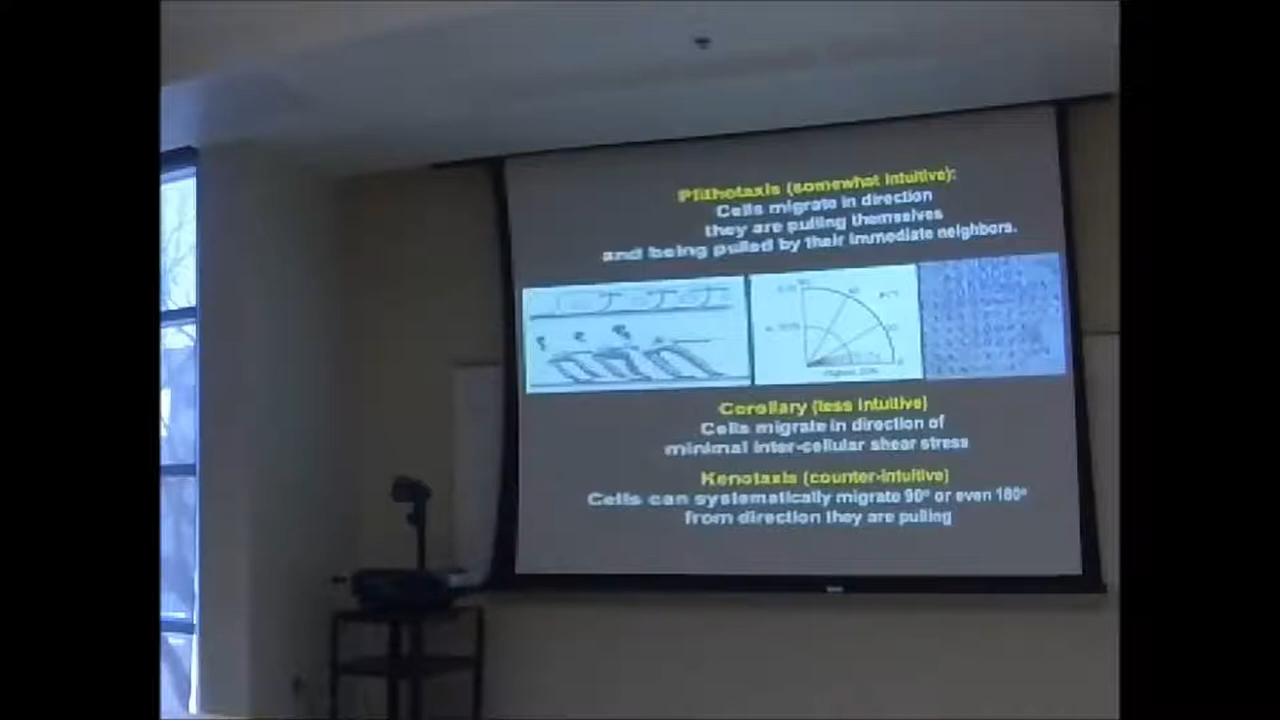 Plithotaxis (somewhat intuitive):
Cells migrate in direction
they are pulling themselves
and being pulled by their immediate neighbors.
Corollary (less intuitive)
Cells migrate in direction of
minimal inter-cellular shear stress
Kenotaxis (counter-intuitive)
Cells can systematically migrate 90° or even 180°
from direction they are pulling